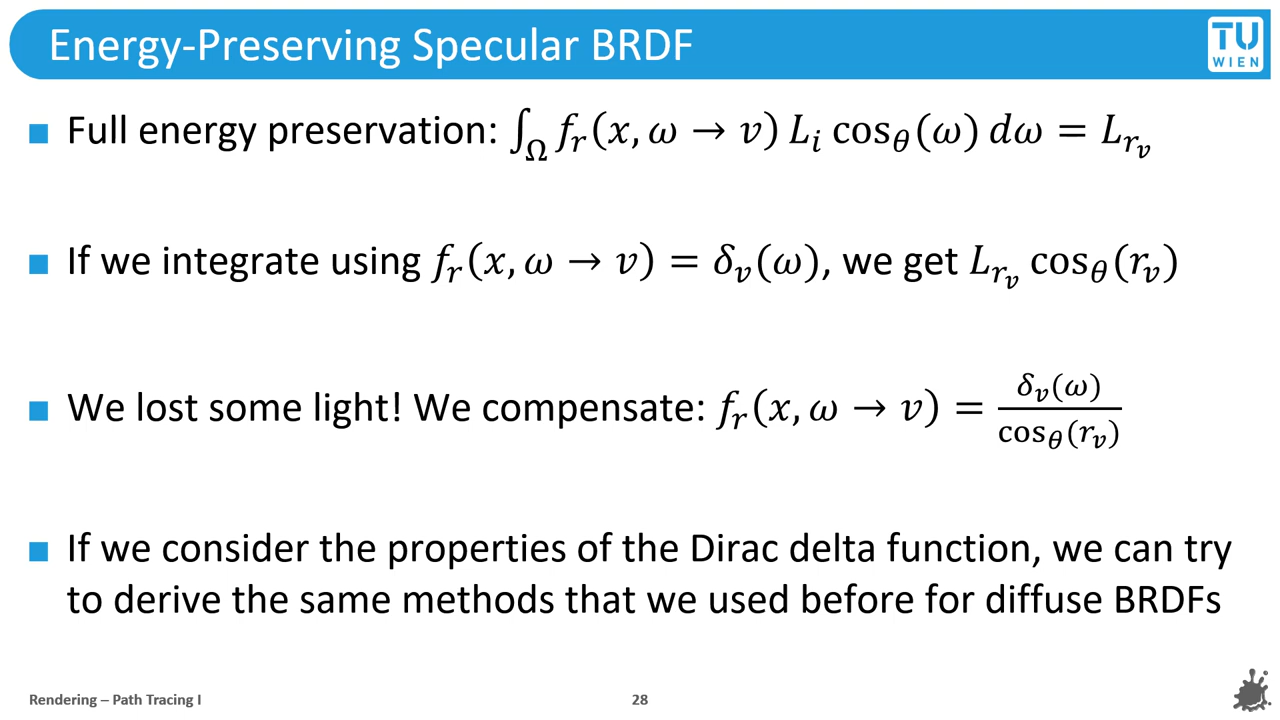 Energy-Preserving Specular BRDF
TU
WIEN
■ Full energy preservation: ∫_Ω f_r(x, ω → v) L_i cos_θ(ω) dω = L_{r_v}
■ If we integrate using f_r(x, ω → v) = δ_v(ω), we get L_{r_v} cos_θ(r_v)
■ We lost some light! We compensate: f_r(x, ω → v) = δ_v(ω) / cos_θ(r_v)
■ If we consider the properties of the Dirac delta function, we can try
to derive the same methods that we used before for diffuse BRDFs
Rendering – Path Tracing I
28